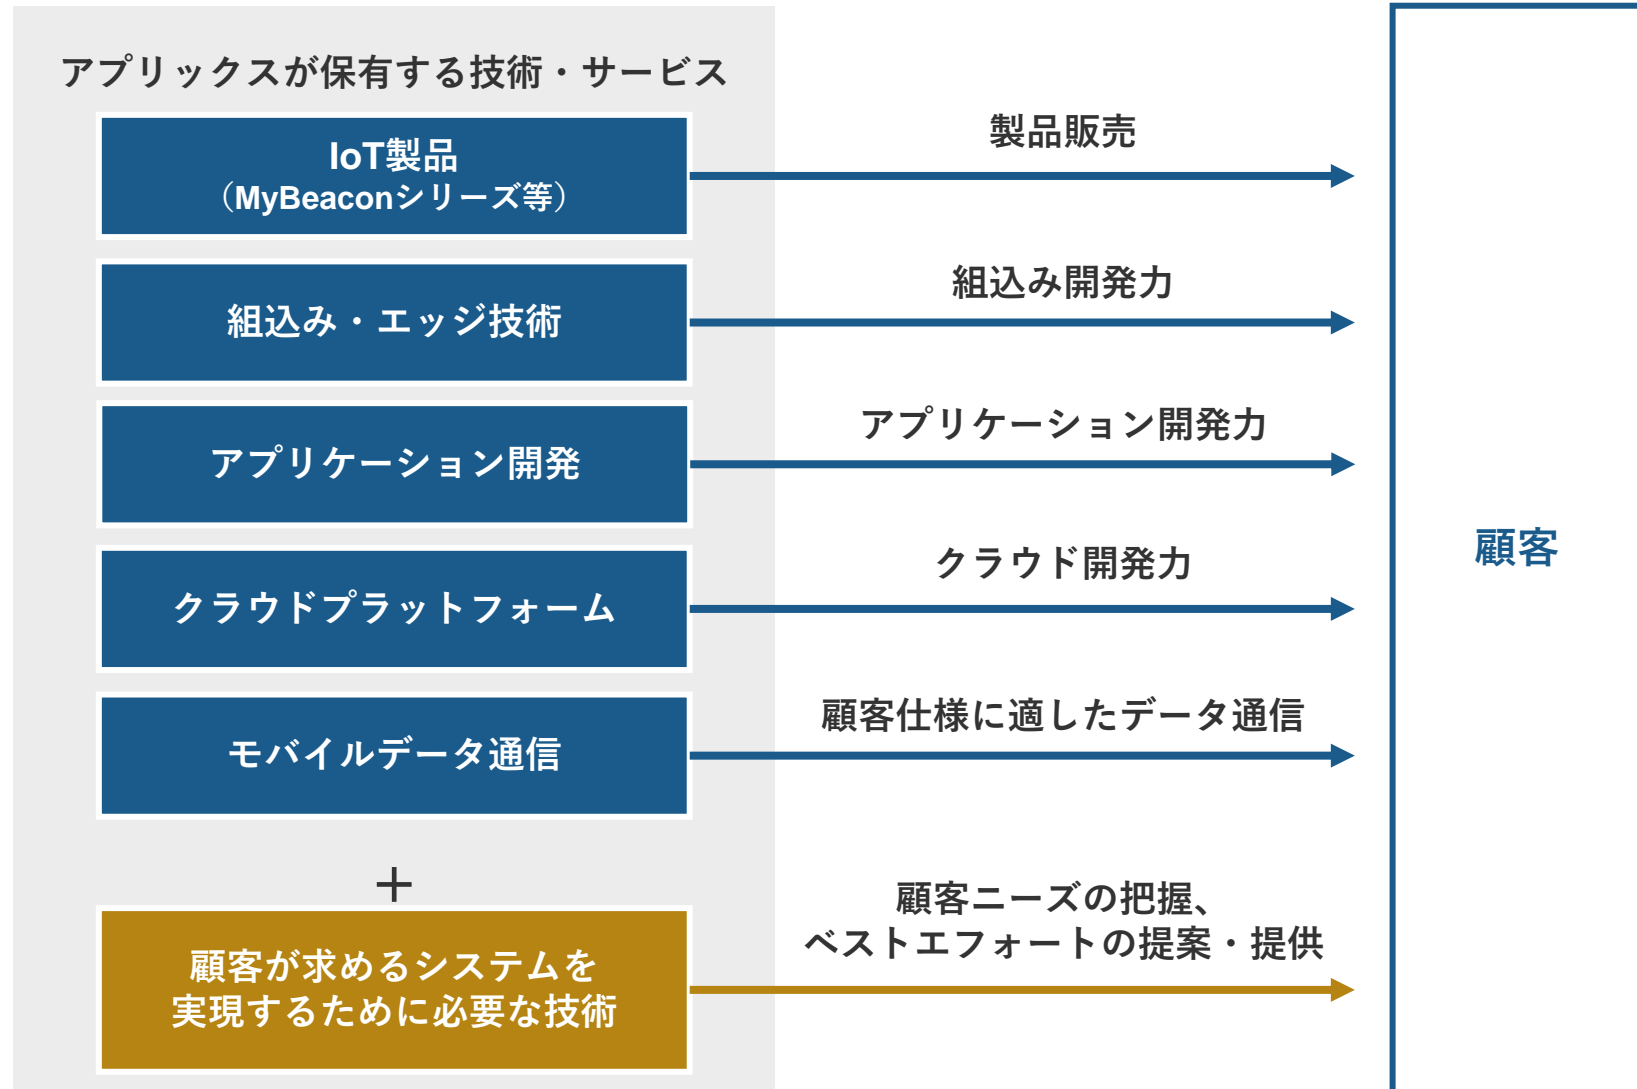 アプリックスが保有する技術・サービス
IoT製品
（MyBeaconシリーズ等）
製品販売
組込み・エッジ技術
組込み開発力
アプリケーション開発
アプリケーション開発力
クラウドプラットフォーム
クラウド開発力
モバイルデータ通信
顧客仕様に適したデータ通信
＋
顧客が求めるシステムを
実現するために必要な技術
顧客ニーズの把握、
ベストエフォートの提案・提供
顧客